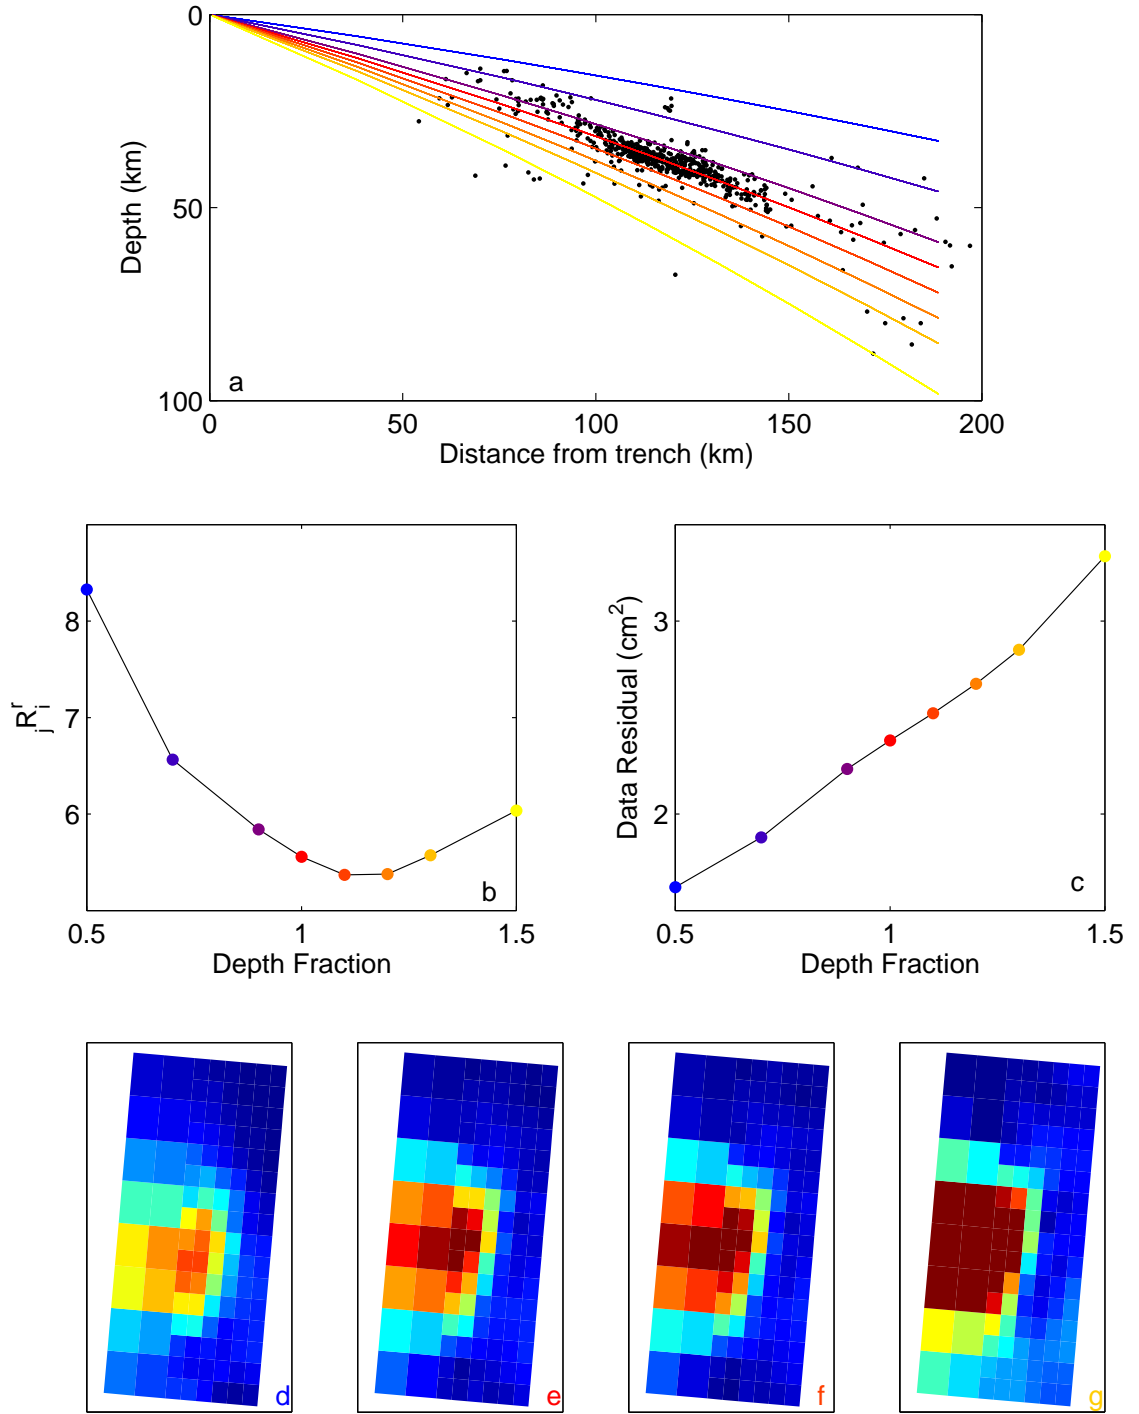 0
50
100
Depth (km)
a
0
50
100
150
200
Distance from trench (km)
8
7
6
jRir
b
0.5
1
1.5
Depth Fraction
3
2
Data Residual (cm2)
c
0.5
1
1.5
Depth Fraction
d
e
f
g